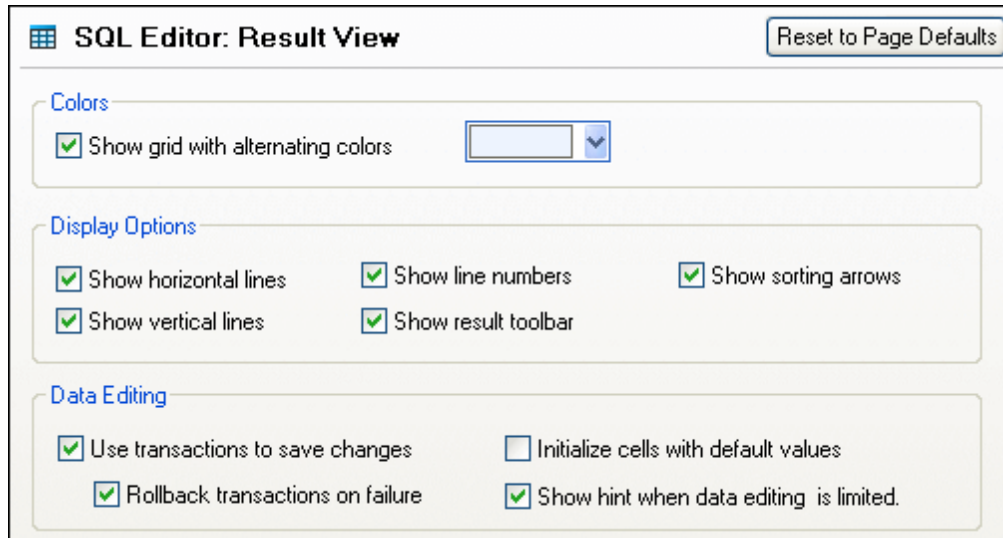 SQL Editor: Result View
Reset to Page Defaults
Colors
Show grid with alternating colors
Display Options
Show horizontal lines
Show line numbers
Show sorting arrows
Show vertical lines
Show result toolbar
Data Editing
Use transactions to save changes
Initialize cells with default values
Rollback transactions on failure
Show hint when data editing  is limited.